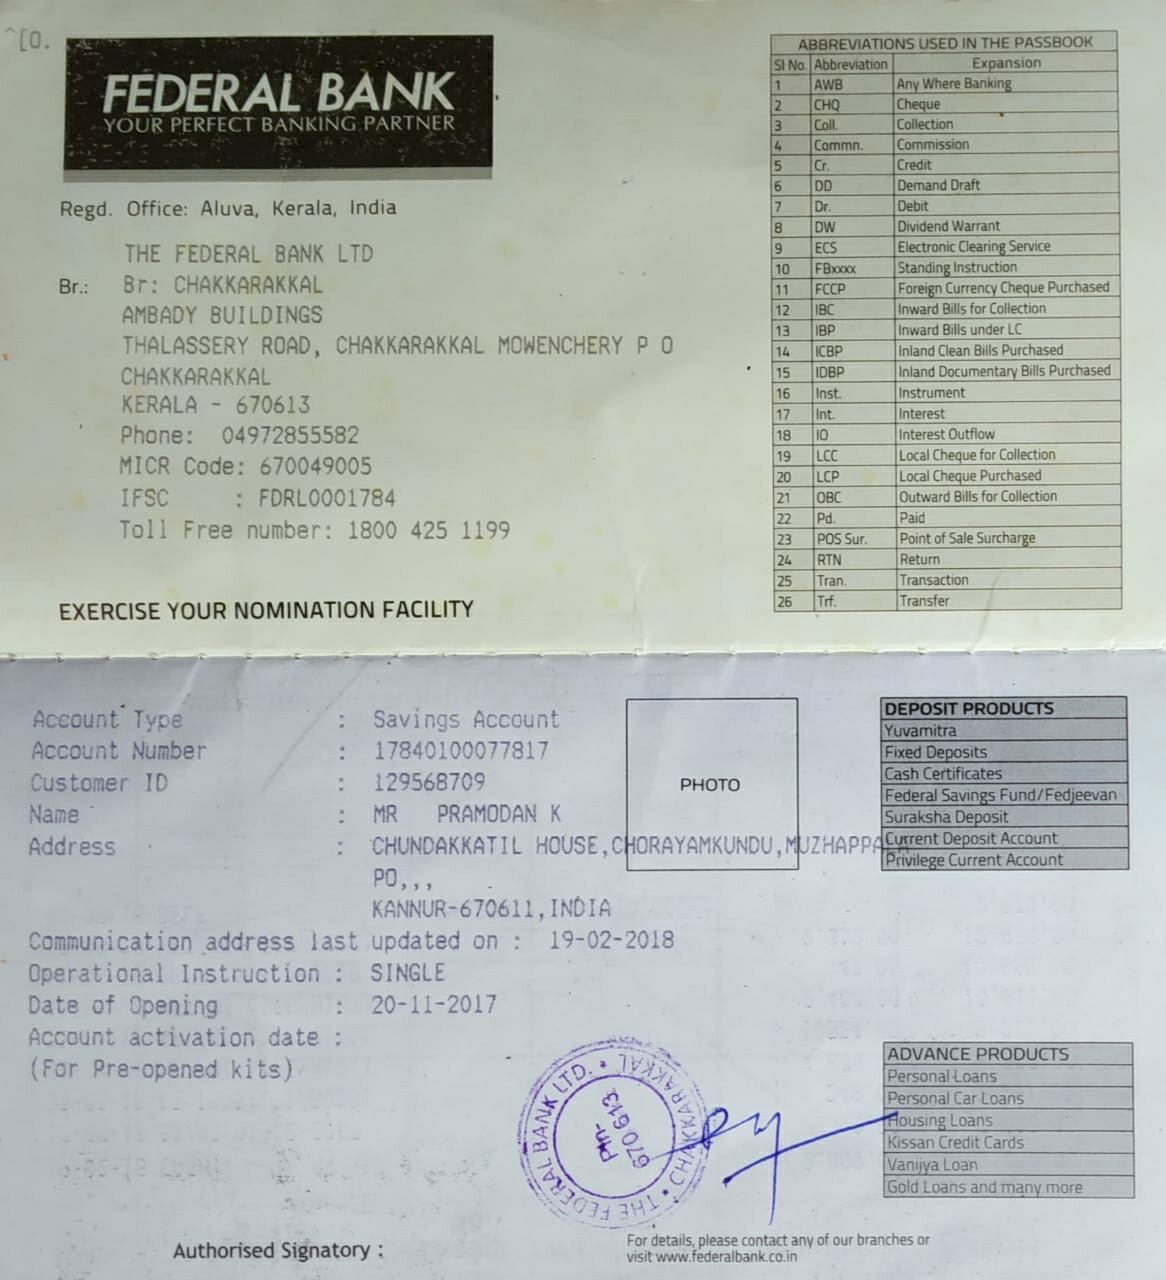 FEDERAL BANK
YOUR PERFECT BANKING PARTNER
Regd. Office: Aluva, Kerala, India
THE FEDERAL BANK LTD
Br.: Br: CHAKKARAKKAL
AMBADY BUILDINGS
THALASSERY ROAD, CHAKKARAKKAL MOWENCHERY P O
CHAKKARAKKAL
KERALA - 670613
Phone: 04972855582
MICR Code: 670049005
IFSC : FDRL0001784
Toll Free number: 1800 425 1199
EXERCISE YOUR NOMINATION FACILITY
ABBREVIATIONS USED IN THE PASSBOOK
Sl No. Abbreviation Expansion
1 AWB Any Where Banking
2 CHQ Cheque
3 Coll. Collection
4 Commn. Commission
5 Cr. Credit
6 DD Demand Draft
7 Dr. Debit
8 DW Dividend Warrant
9 ECS Electronic Clearing Service
10 FBxxxx Standing Instruction
11 FCCP Foreign Currency Cheque Purchased
12 IBC Inward Bills for Collection
13 IBP Inward Bills under LC
14 ICBP Inland Clean Bills Purchased
15 IDBP Inland Documentary Bills Purchased
16 Inst. Instrument
17 Int. Interest
18 IO Interest Outflow
19 LCC Local Cheque for Collection
20 LCP Local Cheque Purchased
21 OBC Outward Bills for Collection
22 Pd. Paid
23 POS Sur. Point of Sale Surcharge
24 RTN Return
25 Tran. Transaction
26 Trf. Transfer
Account Type : Savings Account
Account Number : 17840100077817
Customer ID : 129568709
Name : MR PRAMODAN K
Address : CHUNDAKKATIL HOUSE,CHORAYAMKUNDU,
PO,,,
KANNUR-670611,INDIA
Communication address last updated on : 19-02-2018
Operational Instruction : SINGLE
Date of Opening : 20-11-2017
Account activation date :
(For Pre-opened kits)
PHOTO
DEPOSIT PRODUCTS
Yuvamitra
Fixed Deposits
Cash Certificates
Federal Savings Fund/Fedjeevan
Suraksha Deposit
Current Deposit Account
Privilege Current Account
ADVANCE PRODUCTS
Personal Loans
Personal Car Loans
Housing Loans
Kissan Credit Cards
Vanijya Loan
Gold Loans and many more
THE FEDERAL BANK LTD. • CHAKKARAKKAL •
Pin-
670 613.
Authorised Signatory :
For details, please contact any of our branches or
visit www.federalbank.co.in